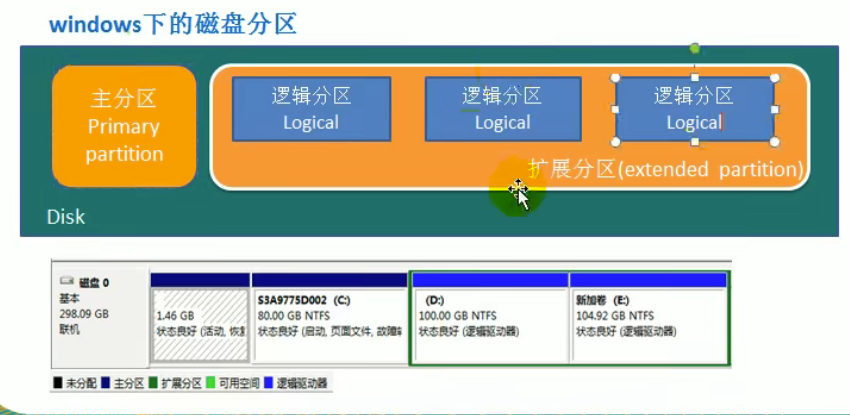 windows下的磁盘分区
主分区
Primary
partition
逻辑分区
Logical
逻辑分区
Logical
逻辑分区
Logical
扩展分区(extended partition)
Disk
磁盘 0
基本
298.09 GB
联机
1.46 GB
状态良好 (活动, 恢复
S3A9775D002 (C:)
80.00 GB NTFS
状态良好 (启动, 页面文件, 故障转
(D:)
100.00 GB NTFS
状态良好 (逻辑驱动器)
新加卷 (E:)
104.92 GB NTFS
状态良好 (逻辑驱动器)
未分配 主分区 扩展分区 可用空间 逻辑驱动器